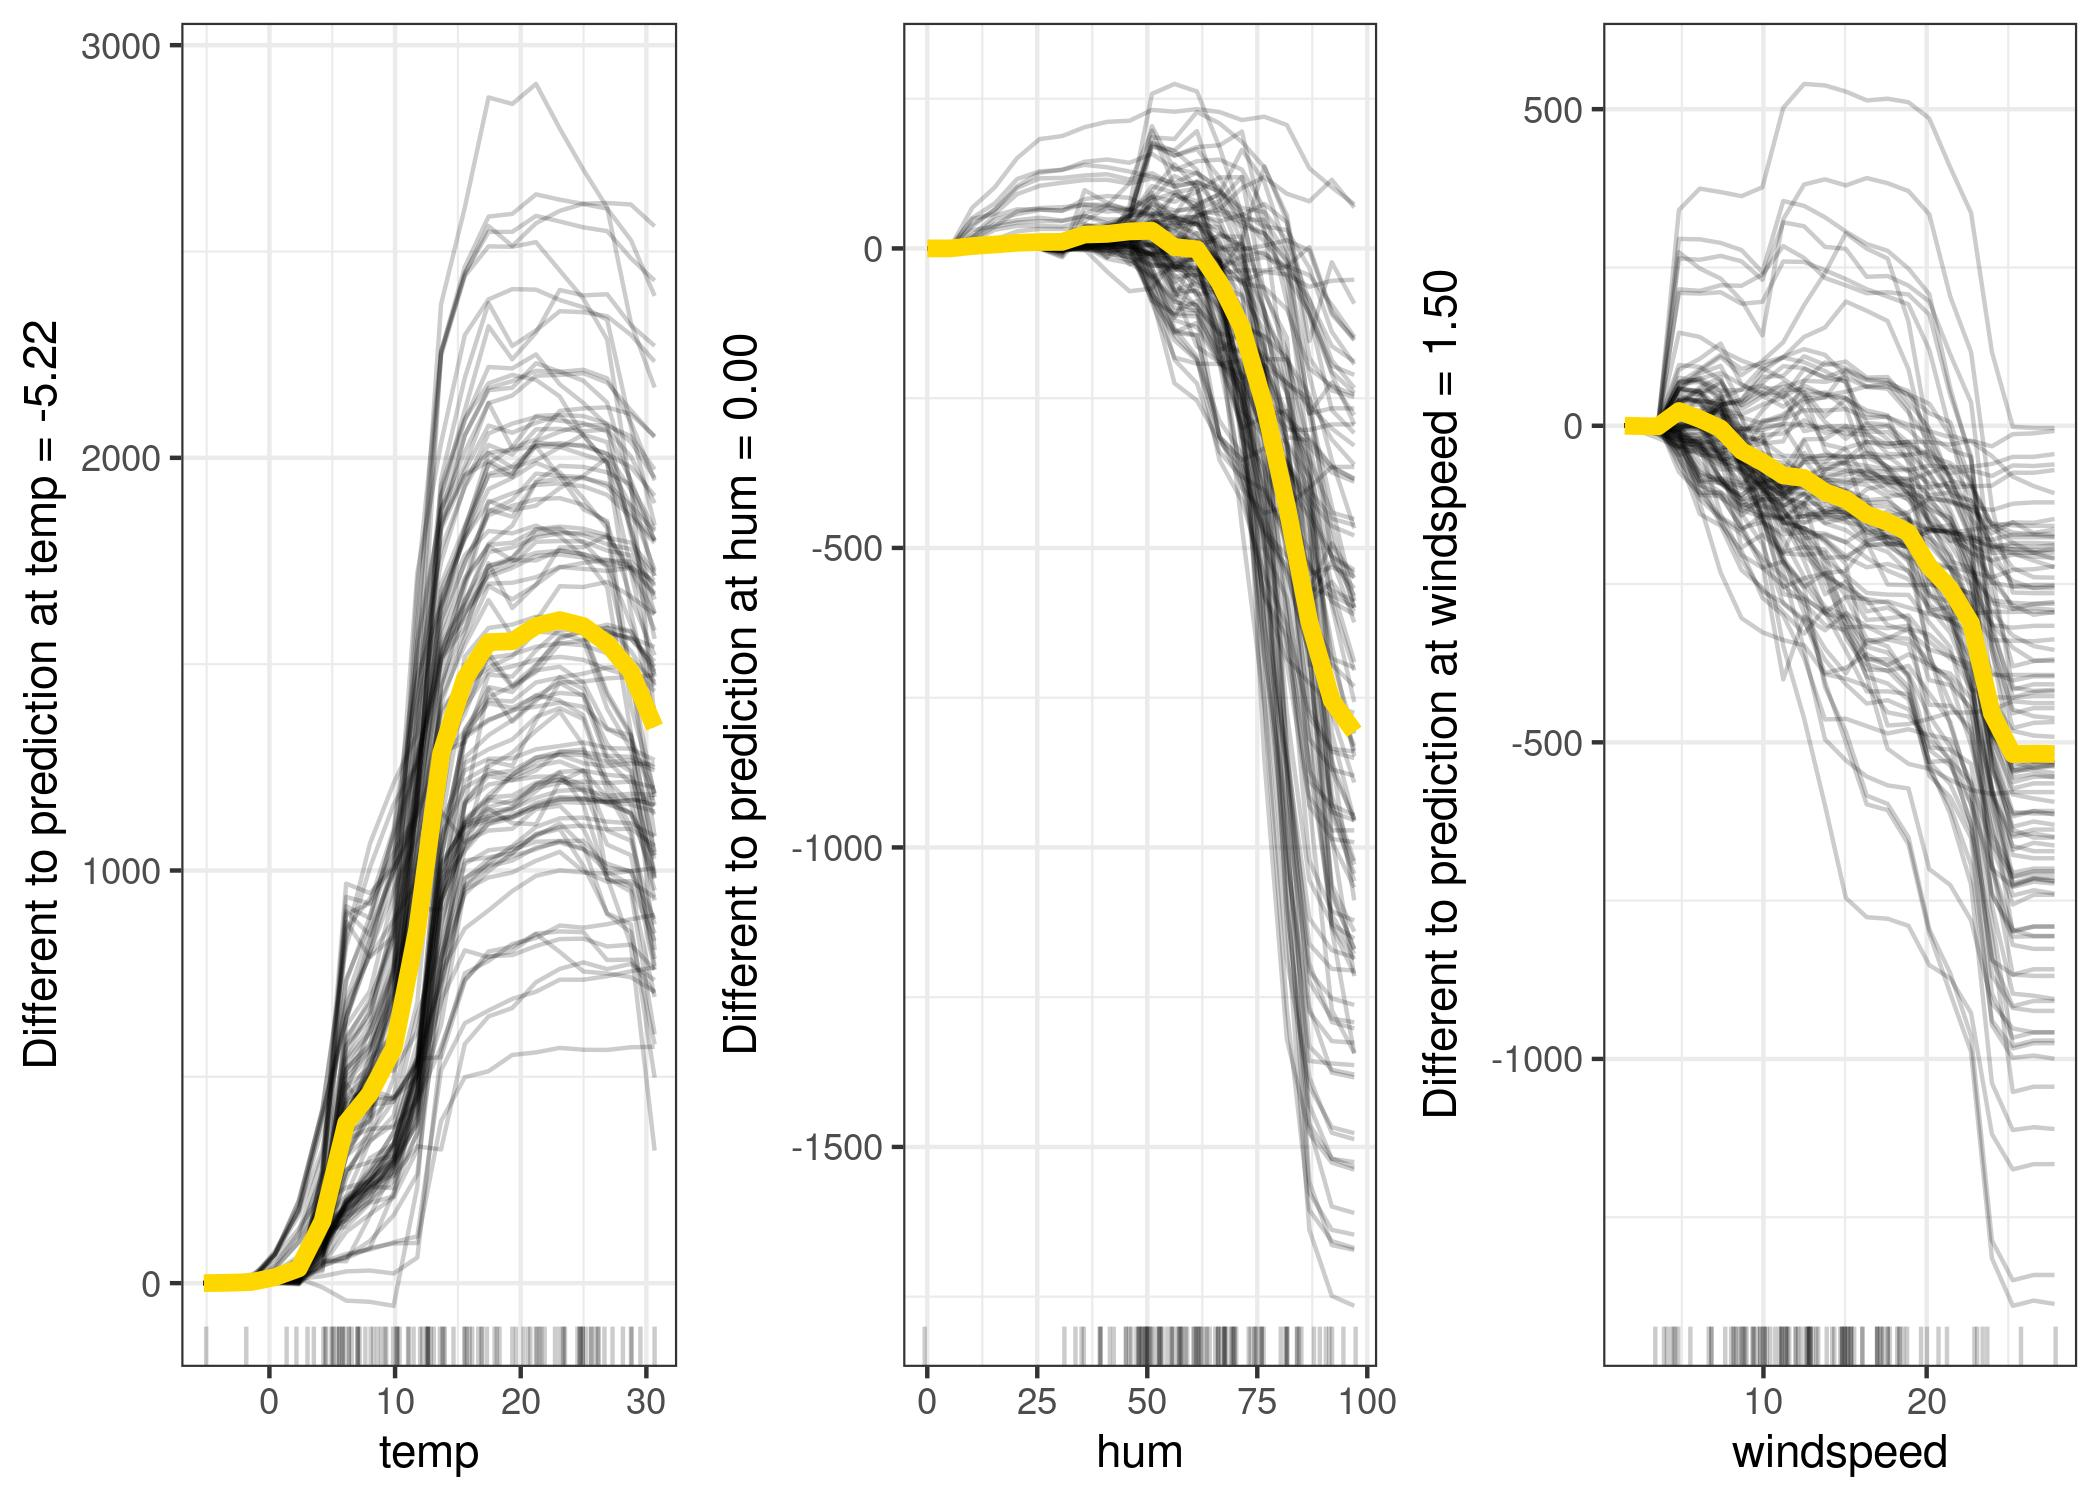 Different to prediction at temp = -5.22
3000
2000
1000
0
0 10 20 30
temp
Different to prediction at hum = 0.00
0
-500
-1000
-1500
0 25 50 75 100
hum
Different to prediction at windspeed = 1.50
500
0
-500
-1000
10 20
windspeed